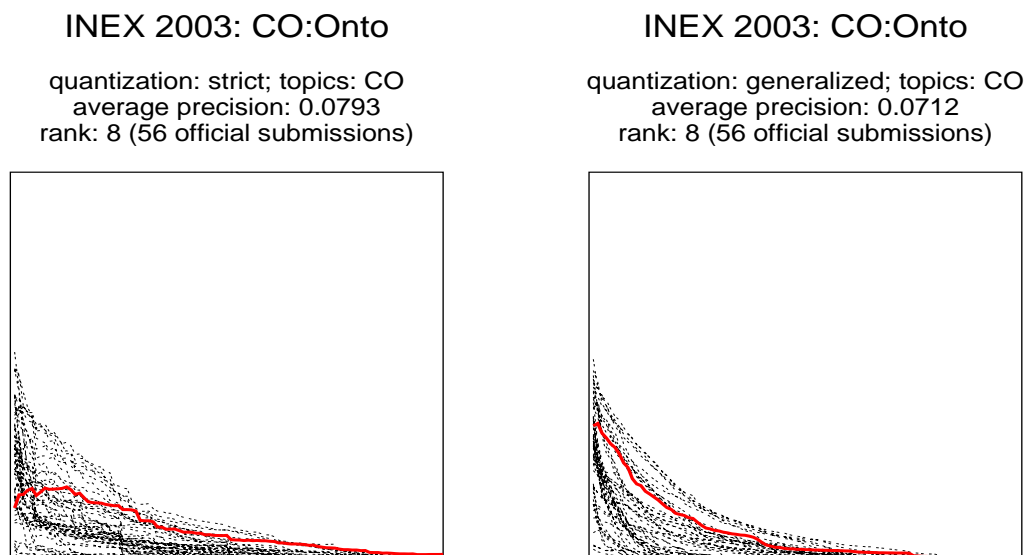 INEX 2003: CO:Onto
quantization: strict; topics: CO
average precision: 0.0793
rank: 8 (56 official submissions)
INEX 2003: CO:Onto
quantization: generalized; topics: CO
average precision: 0.0712
rank: 8 (56 official submissions)